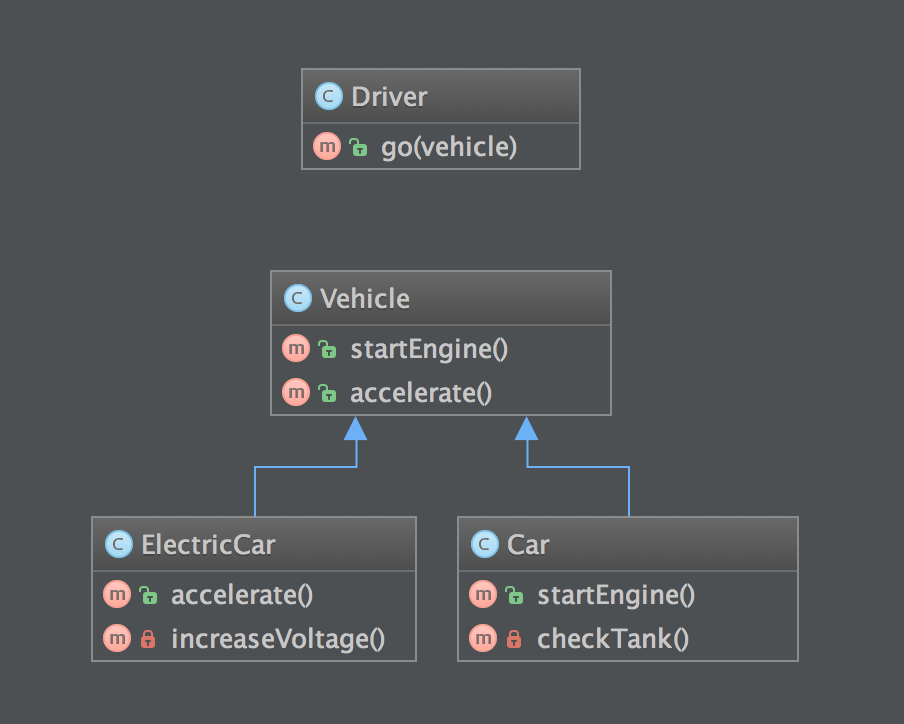 C Driver
m go(vehicle)
C Vehicle
m startEngine()
m accelerate()
C ElectricCar
m accelerate()
m increaseVoltage()
C Car
m startEngine()
m checkTank()